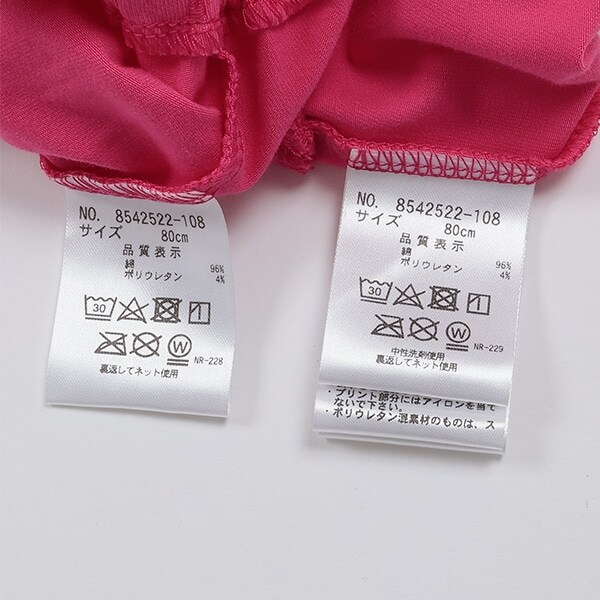 NO. 8542522-108
サイズ 80cm
品質表示
綿 96%
ポリウレタン 4%
30
W
NR-228
裏返してネット使用
NO. 8542522-108
サイズ 80cm
品質表示
綿 96%
ポリウレタン 4%
30
W
NR-229
中性洗剤使用
裏返してネット使用
・プリント部分にはアイロンを当て
ないで下さい。
・ポリウレタン混素材のものは、ス